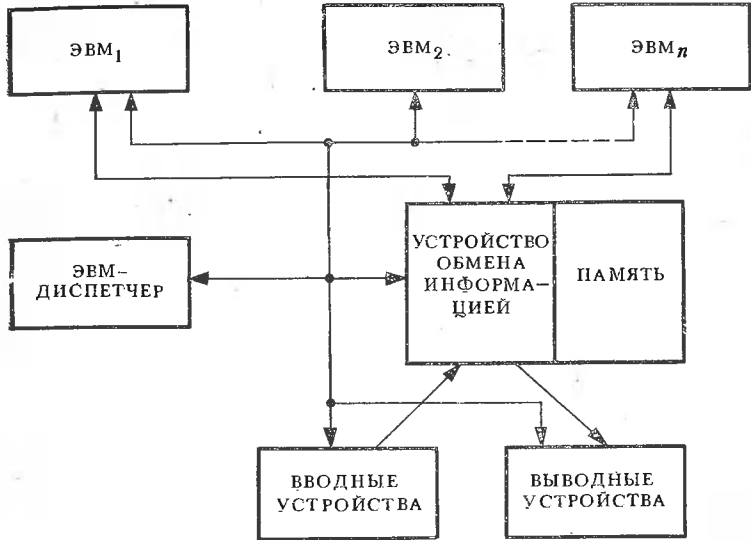 ЭВМ1
ЭВМ2
ЭВМn
УСТРОЙСТВО
ОБМЕНА
ИНФОРМА-
ЦИЕЙ
ПАМЯТЬ
ЭВМ-
ДИСПЕТЧЕР
ВВОДНЫЕ
УСТРОЙСТВА
ВЫВОДНЫЕ
УСТРОЙСТВА